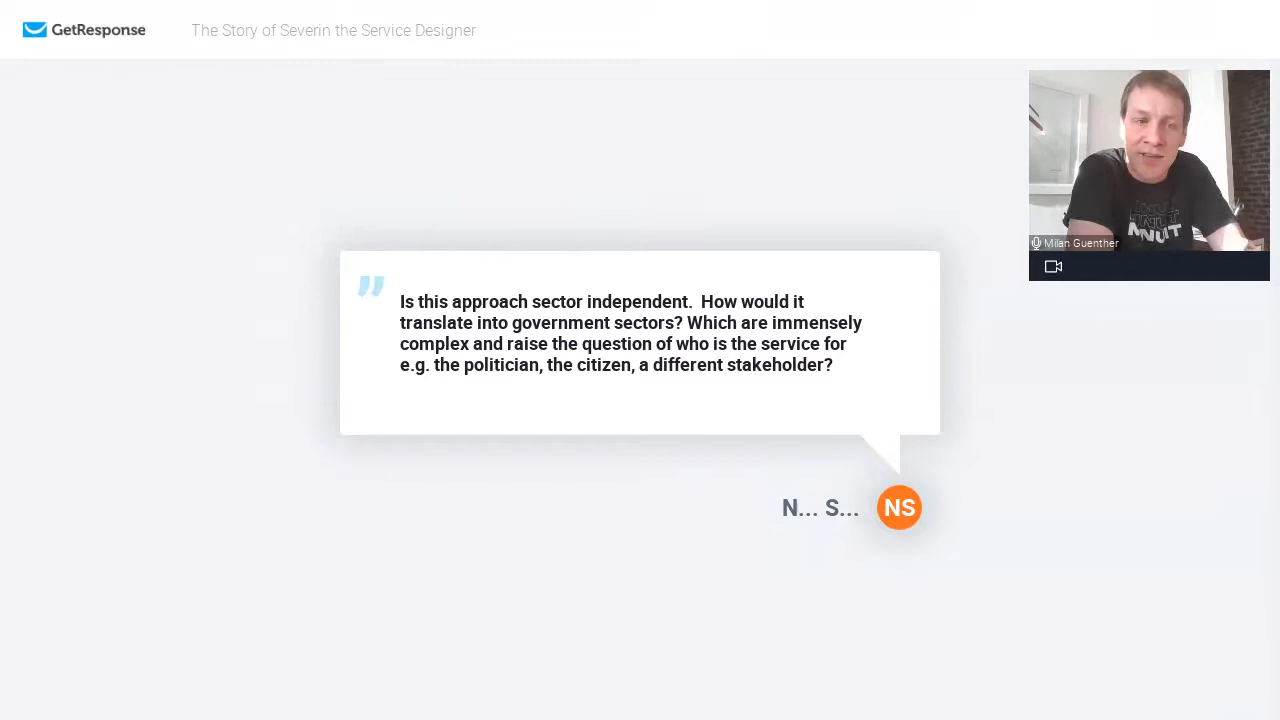 GetResponse
The Story of Severin the Service Designer
Is this approach sector independent.  How would it
translate into government sectors? Which are immensely
complex and raise the question of who is the service for
e.g. the politician, the citizen, a different stakeholder?
N... S...
NS
Milan Guenther